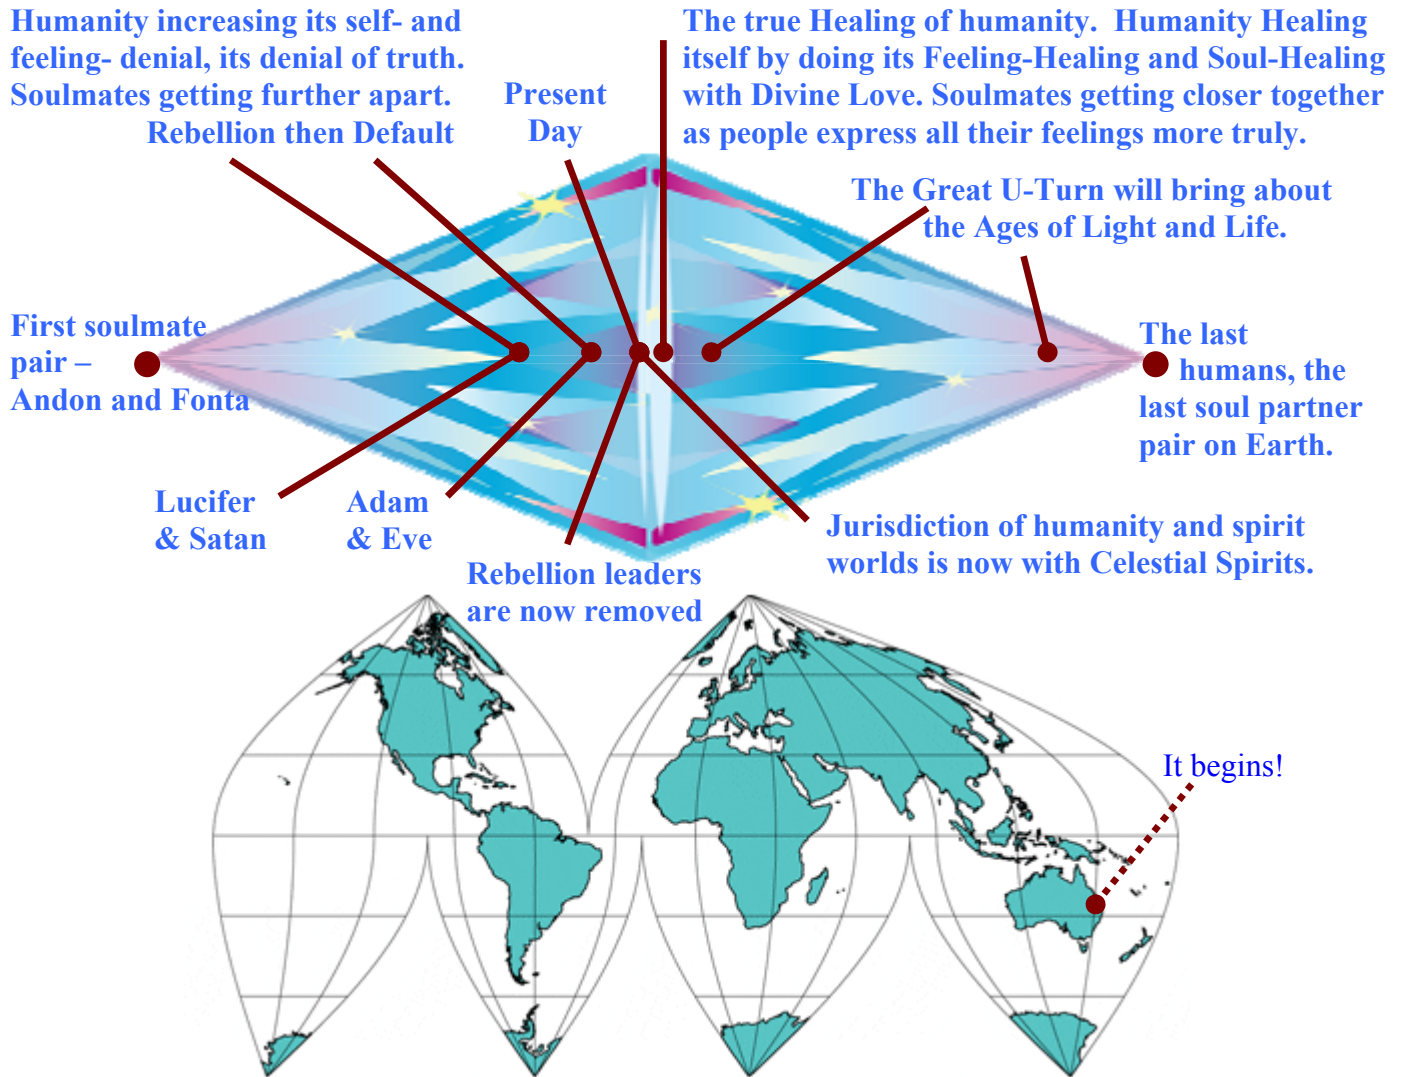 Humanity increasing its self- and
feeling- denial, its denial of truth.
Soulmates getting further apart.
Rebellion then Default
Present
Day
The true Healing of humanity.  Humanity Healing
itself by doing its Feeling-Healing and Soul-Healing
with Divine Love. Soulmates getting closer together
as people express all their feelings more truly.
The Great U-Turn will bring about
the Ages of Light and Life.
First soulmate
pair –
Andon and Fonta
The last
humans, the
last soul partner
pair on Earth.
Lucifer
& Satan
Adam
& Eve
Rebellion leaders
are now removed
Jurisdiction of humanity and spirit
worlds is now with Celestial Spirits.
It begins!